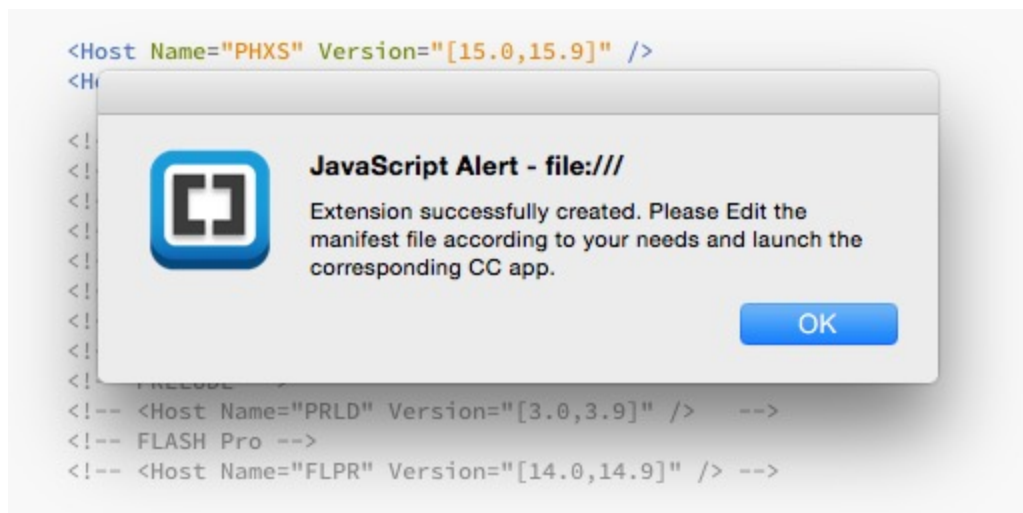 <Host Name="PHXS" Version="[15.0,15.9]" />
<H
<!
<!
<!
<!
<!
<!
<!
<!
JavaScript Alert - file:///
Extension successfully created. Please Edit the
manifest file according to your needs and launch the
corresponding CC app.
OK
<!-- PRELUDE -->
<!-- <Host Name="PRLD" Version="[3.0,3.9]" /> -->
<!-- FLASH Pro -->
<!-- <Host Name="FLPR" Version="[14.0,14.9]" /> -->